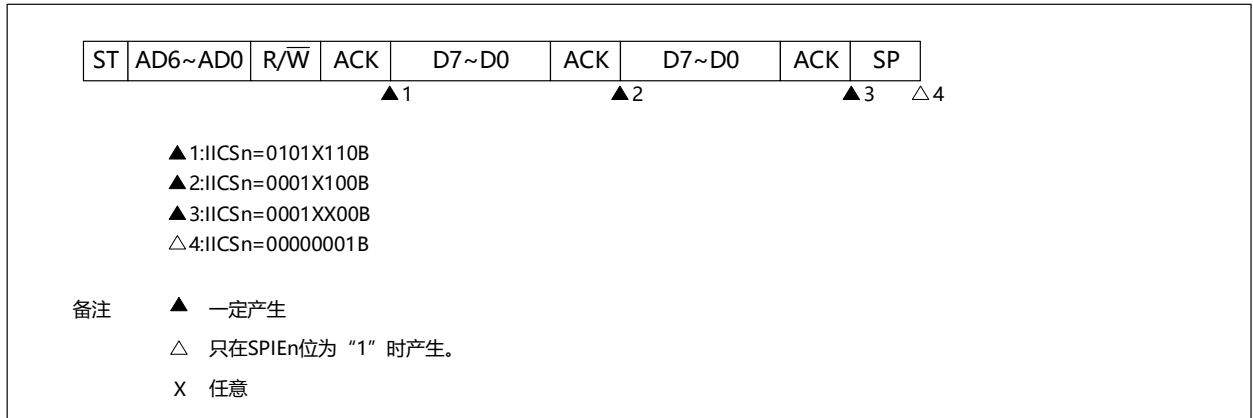 ST AD6~AD0 R/W̅ ACK D7~D0 ACK D7~D0 ACK SP
▲1 ▲2 ▲3 △4
▲1:IICSn=0101X110B
▲2:IICSn=0001X100B
▲3:IICSn=0001XX00B
△4:IICSn=00000001B
备注 ▲ 一定产生
△ 只在SPIEn位为“1”时产生。
X 任意